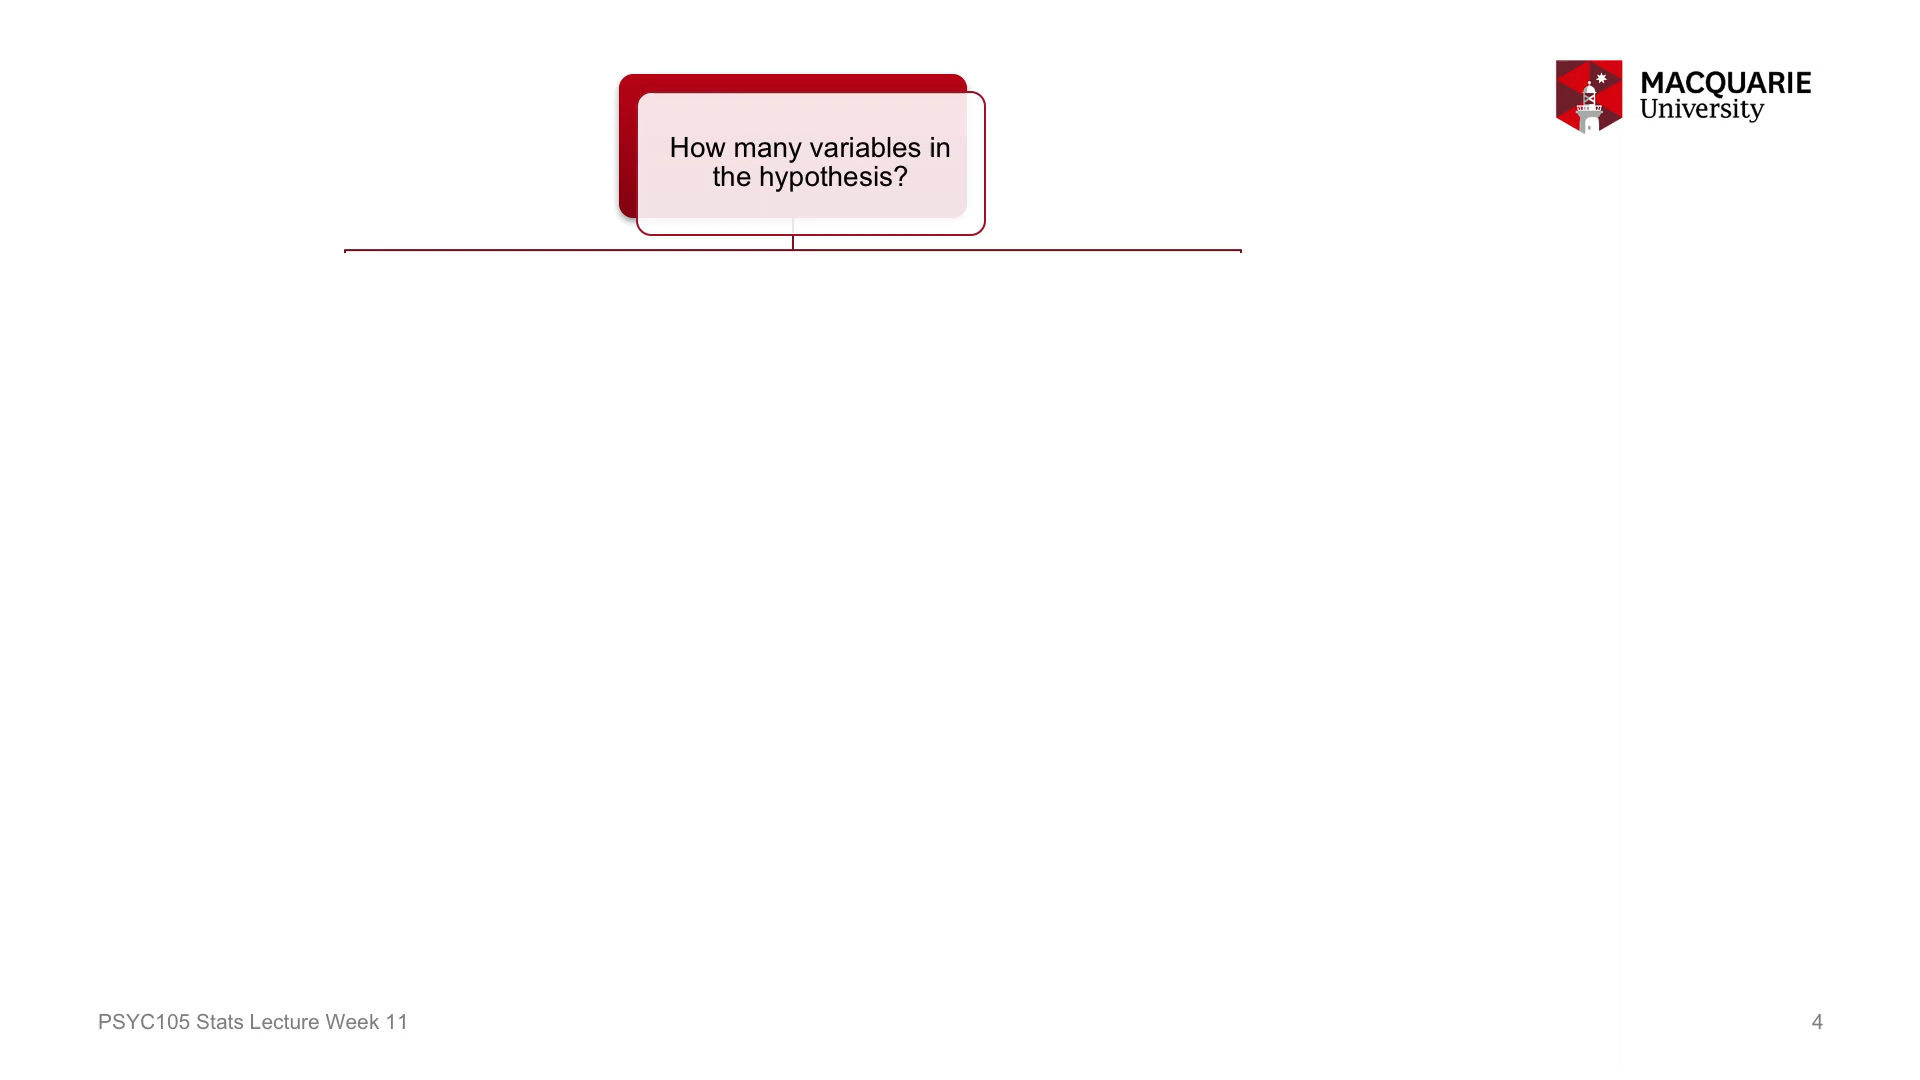 How many variables in
the hypothesis?
MACQUARIE
University
PSYC105 Stats Lecture Week 11
4